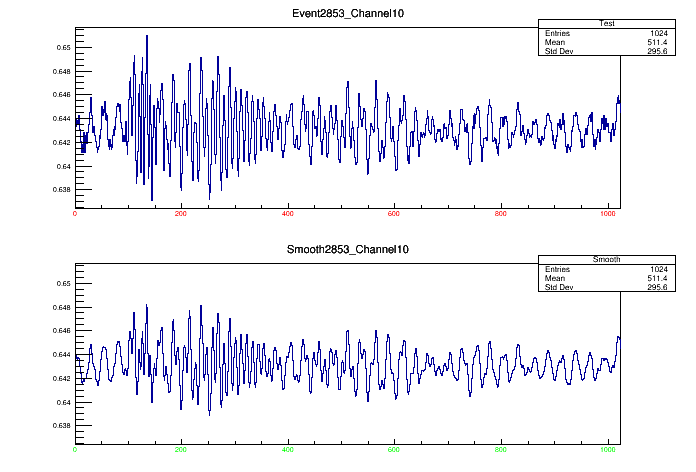 Event2853_Channel10
Test
Entries 1024
Mean 511.4
Std Dev 295.6
0.65
0.648
0.646
0.644
0.642
0.64
0.638
0 200 400 600 800 1000
Smooth2853_Channel10
Smooth
Entries 1024
Mean 511.4
Std Dev 295.6
0.65
0.648
0.646
0.644
0.642
0.64
0.638
0 200 400 600 800 1000